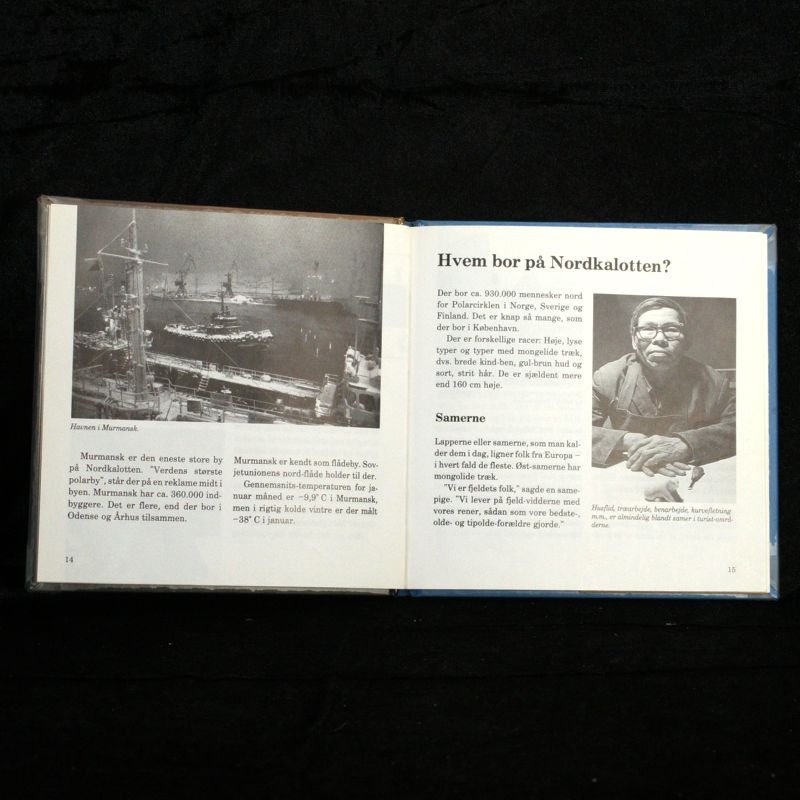 Havnen i Murmansk.
Murmansk er den eneste store by
på Nordkalotten. "Verdens største
polarby", står der på en reklame midt i
byen. Murmansk har ca. 360.000 ind-
byggere. Det er flere, end der bor i
Odense og Århus tilsammen.
Murmansk er kendt som flådeby. Sov-
jetunionens nord-flåde holder til der.
Gennemsnits-temperaturen for ja-
nuar måned er −9,9° C i Murmansk,
men i rigtig kolde vintre er der målt
−38° C i januar.
14
Hvem bor på Nordkalotten?
Der bor ca. 930.000 mennesker nord
for Polarcirklen i Norge, Sverige og
Finland. Det er knap så mange, som
der bor i København.
Der er forskellige racer: Høje, lyse
typer og typer med mongolide træk,
dvs. brede kind-ben, gul-brun hud og
sort, strit hår. De er sjældent mere
end 160 cm høje.
Samerne
Lapperne eller samerne, som man kal-
der dem i dag, ligner folk fra Europa –
i hvert fald de fleste. Øst-samerne har
mongolide træk.
"Vi er fjeldets folk," sagde en same-
pige. "Vi lever på fjeld-vidderne med
vores rener, sådan som vore bedste-,
olde- og tipolde-forældre gjorde."
Husflid, træarbejde, benarbejde, kurvefletning
m.m., er almindelig blandt samer i turist-områ-
derne.
15